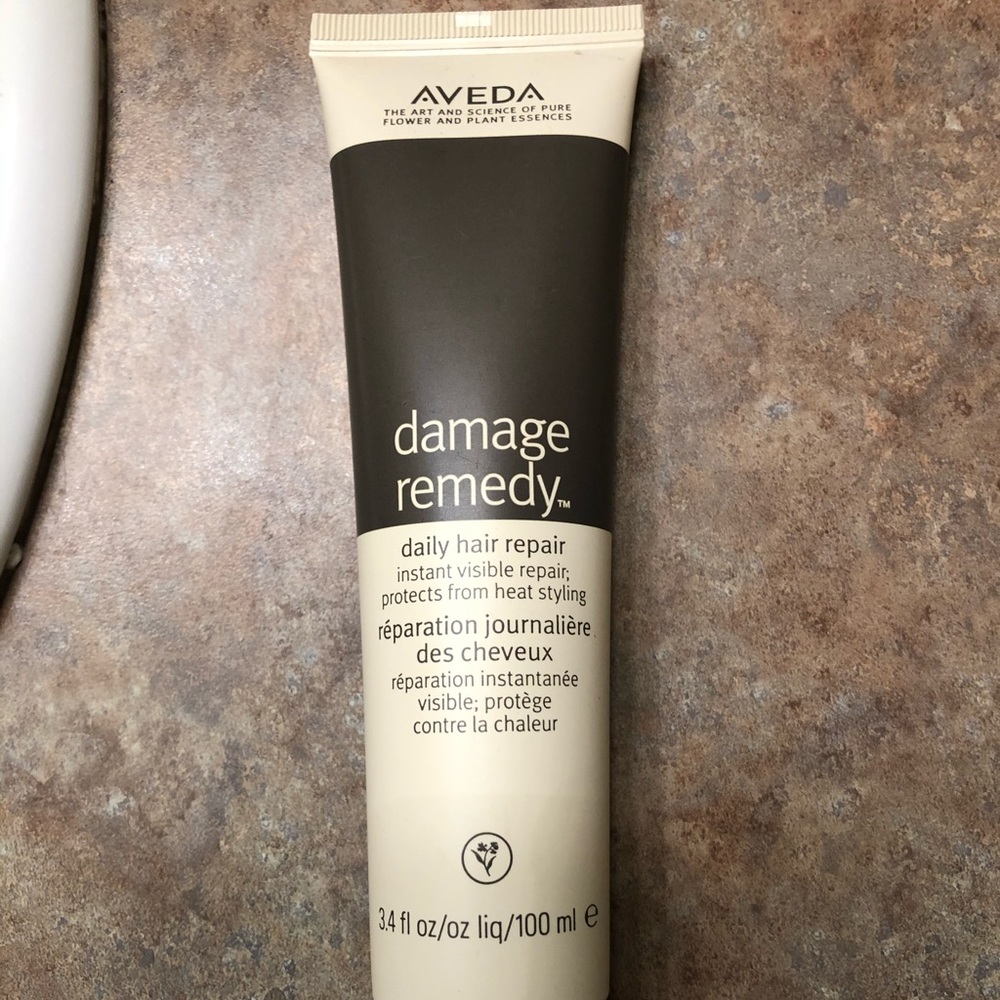 AVEDA
THE ART AND SCIENCE OF PURE
FLOWER AND PLANT ESSENCES
damage
remedy™
daily hair repair
instant visible repair;
protects from heat styling
réparation journalière
des cheveux
réparation instantanée
visible; protège
contre la chaleur
3.4 fl oz/oz liq/100 ml ℮